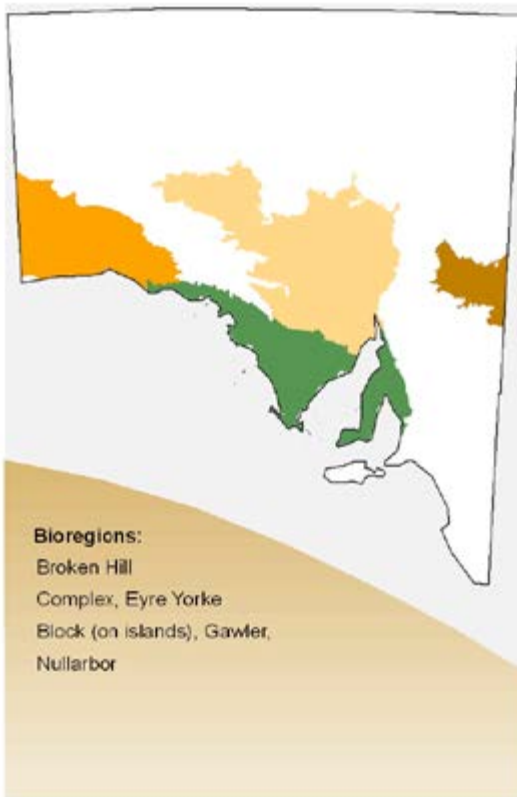 Bioregions:
Broken Hill
Complex, Eyre Yorke
Block (on islands), Gawler,
Nullarbor